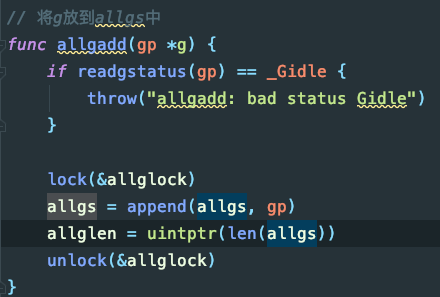 // 将g放到allgs中
func allgadd(gp *g) {
    if readgstatus(gp) == _Gidle {
        throw("allgadd: bad status Gidle")
    }

    lock(&allglock)
    allgs = append(allgs, gp)
    allglen = uintptr(len(allgs))
    unlock(&allglock)
}